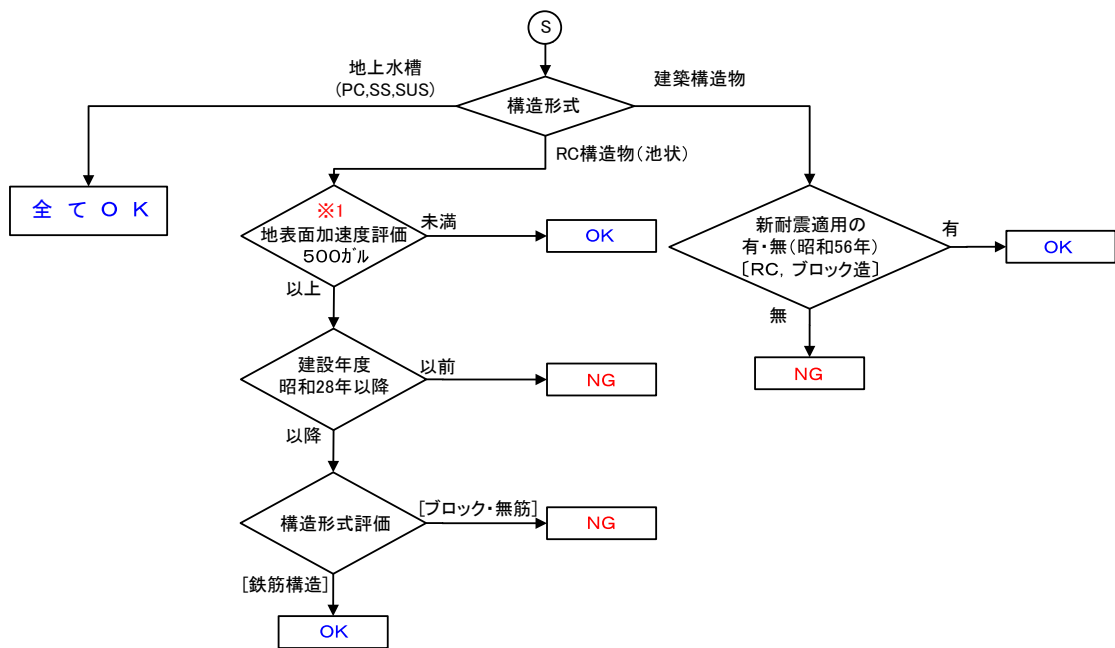 S
地上水槽
(PC,SS,SUS)
建築構造物
構造形式
RC構造物(池状)
全てOK
※1
地表面加速度評価
500ガル
未満
OK
新耐震適用の
有・無(昭和56年)
〔RC, ブロック造〕
有
OK
以上
無
NG
建設年度
昭和28年以降
以前
NG
以降
構造形式評価
[ブロック・無筋]
NG
[鉄筋構造]
OK